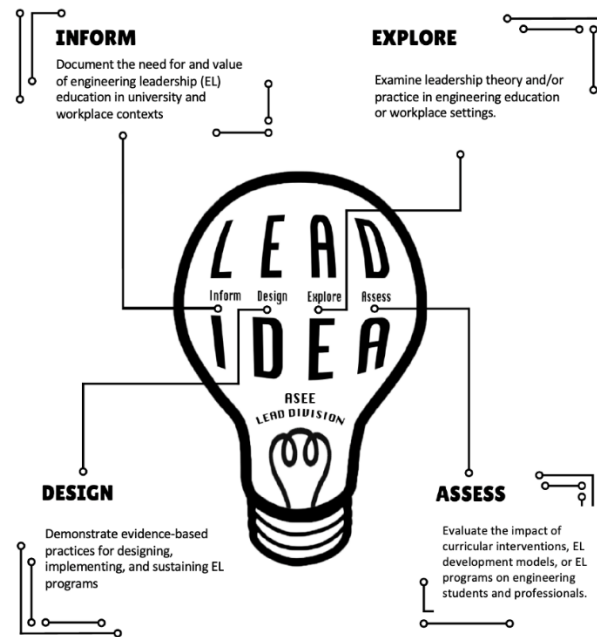 INFORM
Document the need for and value
of engineering leadership (EL)
education in university and
workplace contexts
EXPLORE
Examine leadership theory and/or
practice in engineering education
or workplace settings.
LEAD
Inform Design Explore Assess
IDEA
ASEE
LEAD DIVISION
DESIGN
Demonstrate evidence-based
practices for designing,
implementing, and sustaining EL
programs
ASSESS
Evaluate the impact of
curricular interventions, EL
development models, or EL
programs on engineering
students and professionals.